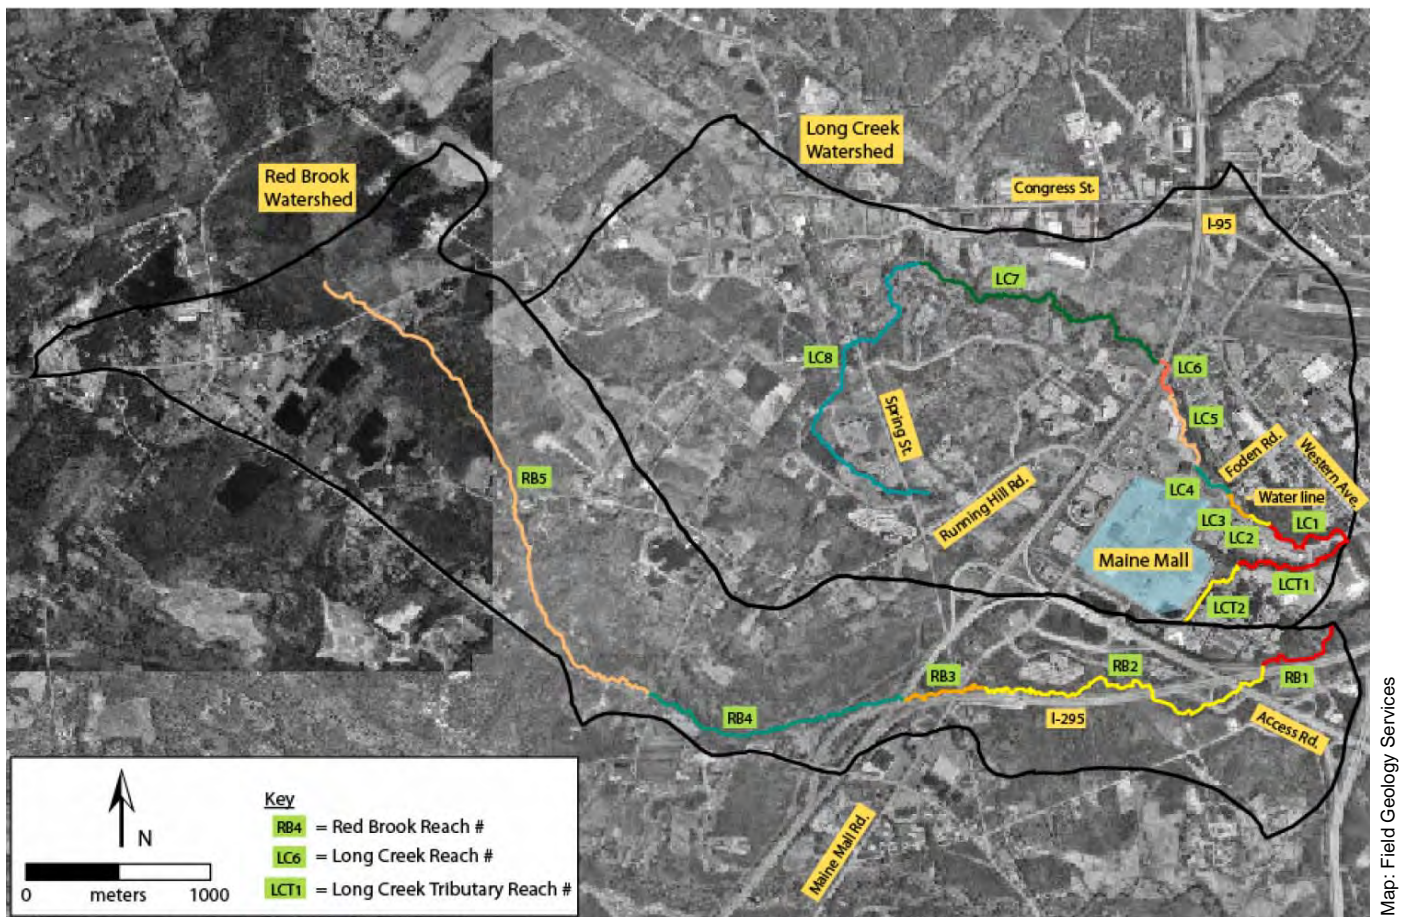 Long Creek
Watershed
Red Brook
Watershed
Congress St.
I-95
LC7
LC8
LC6
Spring St.
LC5
Foden Rd.
Western Ave.
RB5
LC4
Water line
Running Hill Rd.
LC3
LC1
LC2
Maine Mall
LCT1
LCT2
RB2
RB3
RB1
RB4
I-295
Access Rd.
Maine Mall Rd.
N
0 meters 1000
Key
RB4 = Red Brook Reach #
LC6 = Long Creek Reach #
LCT1 = Long Creek Tributary Reach #
Map: Field Geology Services